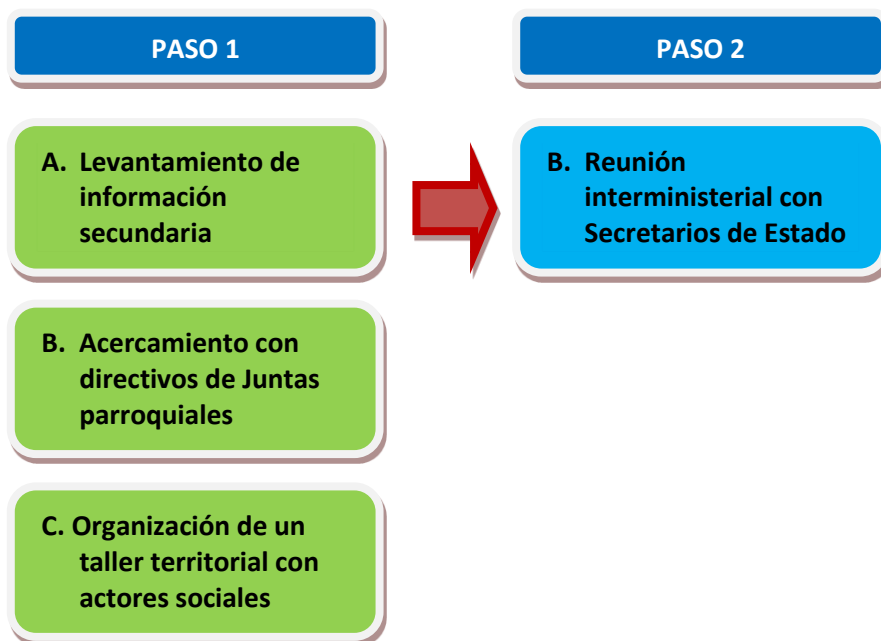 PASO 1
A. Levantamiento de
información
secundaria
B. Acercamiento con
directivos de Juntas
parroquiales
C. Organización de un
taller territorial con
actores sociales
PASO 2
B. Reunión
interministerial con
Secretarios de Estado